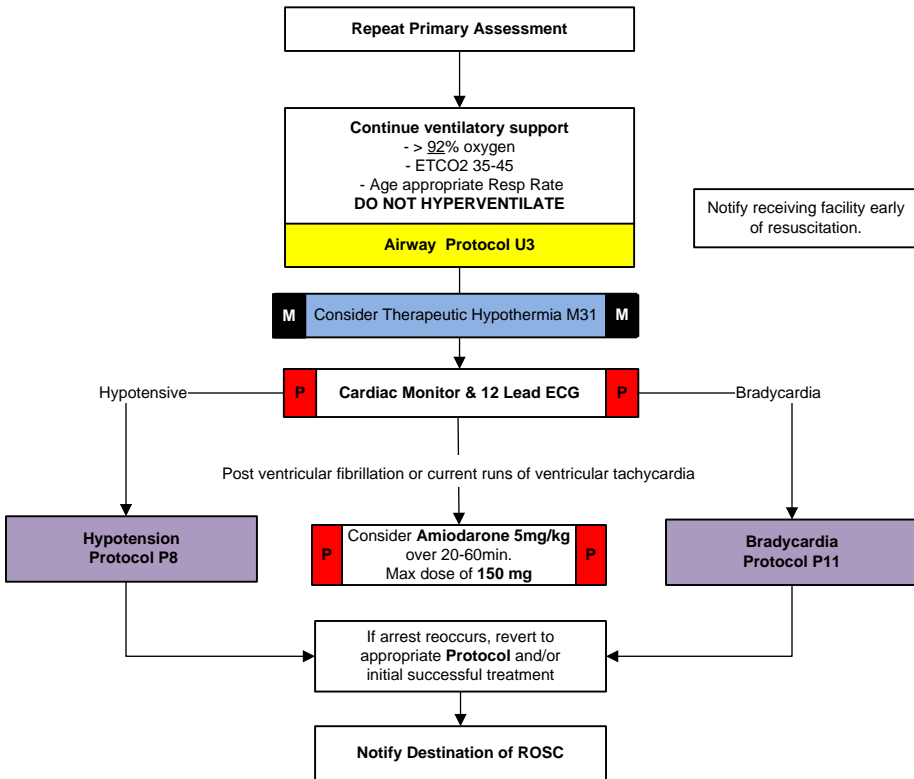 Repeat Primary Assessment
Continue ventilatory support
- > 92% oxygen
- ETCO2 35-45
- Age appropriate Resp Rate
DO NOT HYPERVENTILATE
Airway Protocol U3
Notify receiving facility early
of resuscitation.
M Consider Therapeutic Hypothermia M31 M
Hypotensive
P Cardiac Monitor & 12 Lead ECG P
Bradycardia
Post ventricular fibrillation or current runs of ventricular tachycardia
Hypotension
Protocol P8
P
Consider Amiodarone 5mg/kg
over 20-60min.
Max dose of 150 mg
P
Bradycardia
Protocol P11
If arrest reoccurs, revert to
appropriate Protocol and/or
initial successful treatment
Notify Destination of ROSC